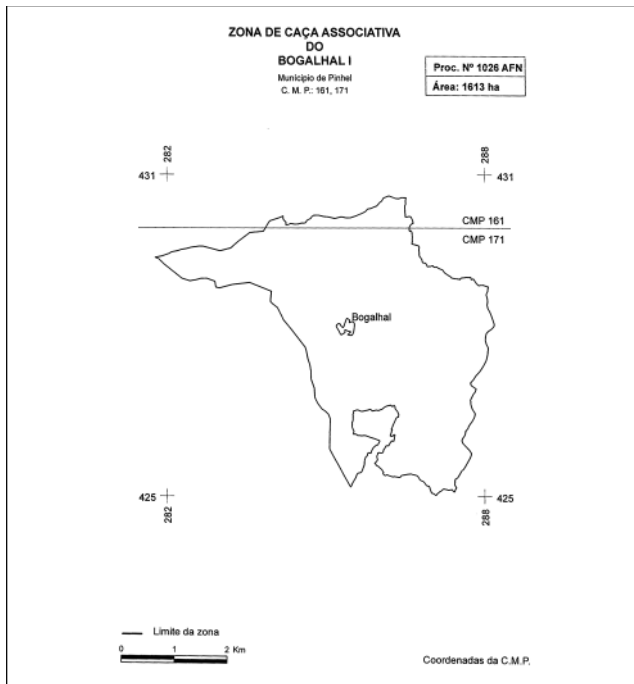 ZONA DE CAÇA ASSOCIATIVA
DO
BOGALHAL I
Município de Pinhel
C. M. P.: 161, 171
Proc. Nº 1026 AFN
Área: 1613 ha
282
288
431
431
CMP 161
CMP 171
Bogalhal
425
425
282
288
Limite da zona
0 1 2 Km
Coordenadas da C.M.P.